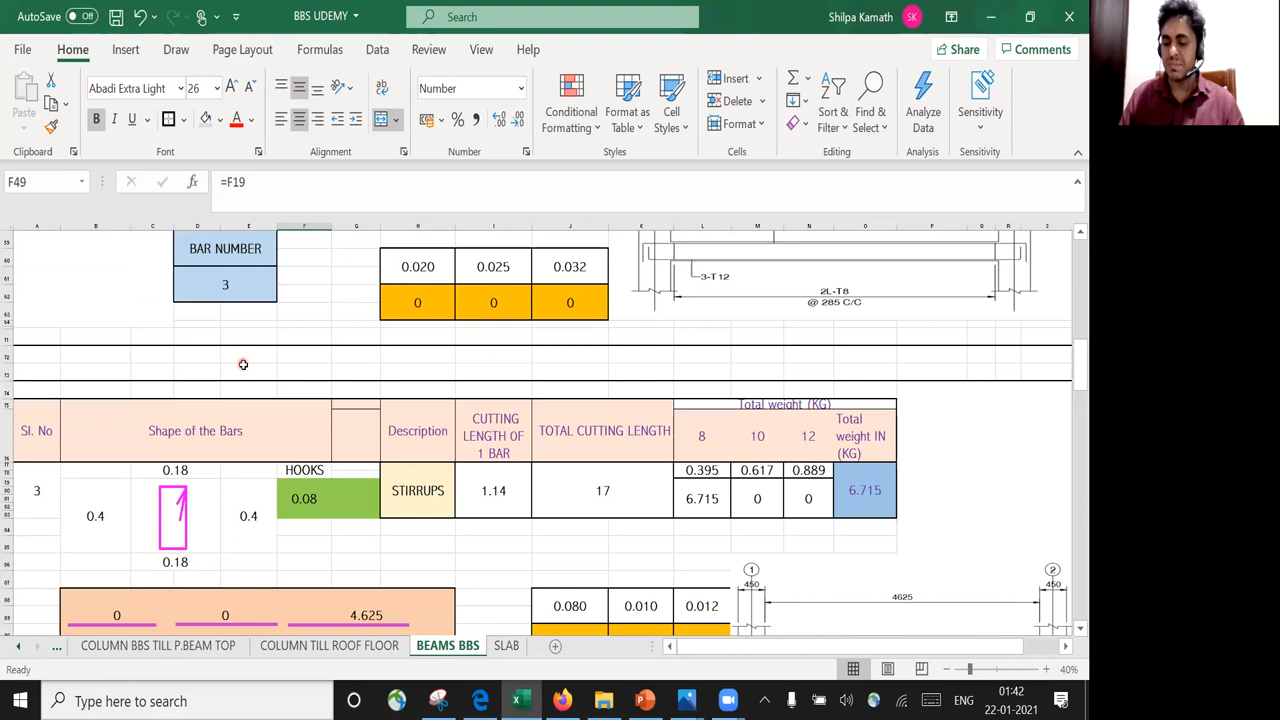 AutoSave Off BBS UDEMY Search Shilpa Kamath SK
File Home Insert Draw Page Layout Formulas Data Review View Help Share Comments
Paste Abadi Extra Light 26 Number Conditional Formatting Format as Table Cell Styles Insert Delete Format Sort & Filter Find & Select Analyze Data Sensitivity
Clipboard Font Alignment Number Styles Cells Editing Analysis Sensitivity
F49 =F19
A B C D E F G H I J K L M N O P Q R S
BAR NUMBER
3
0.020 0.025 0.032
0 0 0
3-T12
2L-T8
@ 285 C/C
Total weight (KG)
Sl. No Shape of the Bars Description CUTTING LENGTH OF 1 BAR TOTAL CUTTING LENGTH 8 10 12 Total weight IN (KG)
0.18 HOOKS 0.395 0.617 0.889
3 0.4 0.4 0.08 STIRRUPS 1.14 17 6.715 0 0 6.715
0.18
1 2
450 450
4625
0 0 4.625 0.080 0.010 0.012
... COLUMN BBS TILL P.BEAM TOP COLUMN TILL ROOF FLOOR BEAMS BBS SLAB
Ready 40%
Type here to search ENG 01:42
22-01-2021